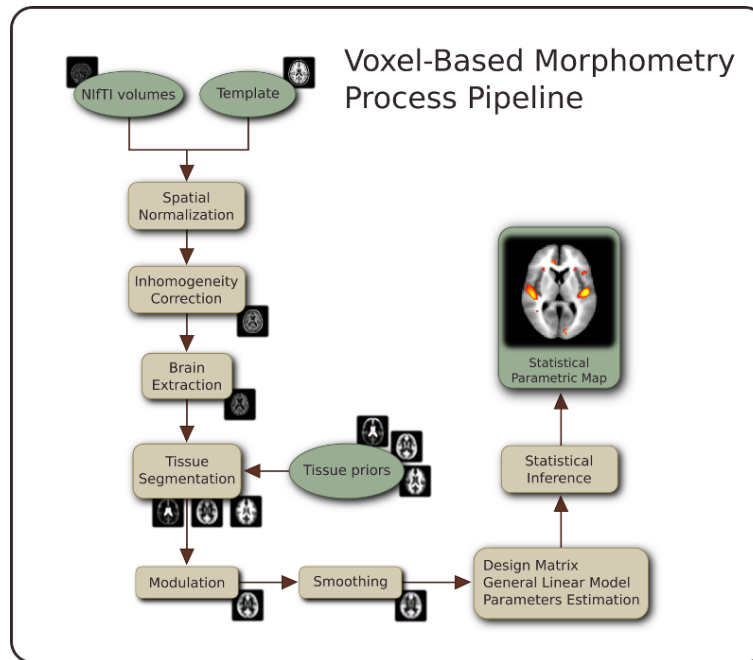 Voxel-Based Morphometry
Process Pipeline
NIfTI volumes
Template
Spatial
Normalization
Inhomogeneity
Correction
Brain
Extraction
Tissue
Segmentation
Tissue priors
Modulation
Smoothing
Design Matrix
General Linear Model
Parameters Estimation
Statistical
Inference
Statistical
Parametric Map